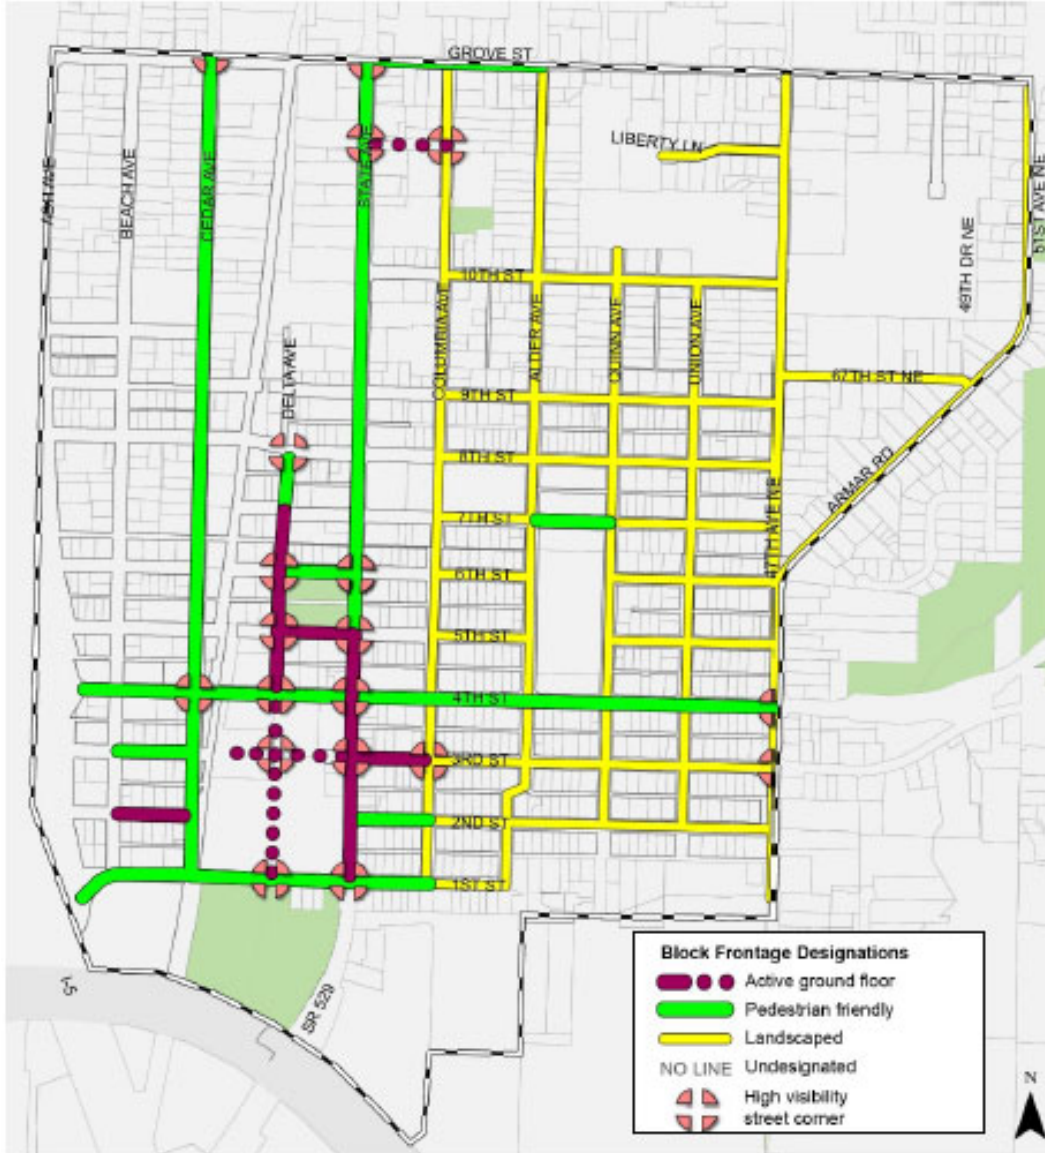 GROVE ST
LIBERTY LN
ASH AVE
BEACH AVE
CEDAR AVE
STATE AVE
51ST AVE NE
49TH DR NE
10TH ST
COLUMBIA AVE
ALDER AVE
QUINN AVE
UNION AVE
DELTA AVE
67TH ST NE
9TH ST
8TH ST
ARMAR RD
47TH AVE NE
7TH ST
6TH ST
5TH ST
4TH ST
3RD ST
2ND ST
1ST ST
I-5
SR 529
Block Frontage Designations
Active ground floor
Pedestrian friendly
Landscaped
NO LINE Undesignated
High visibility
street corner
N